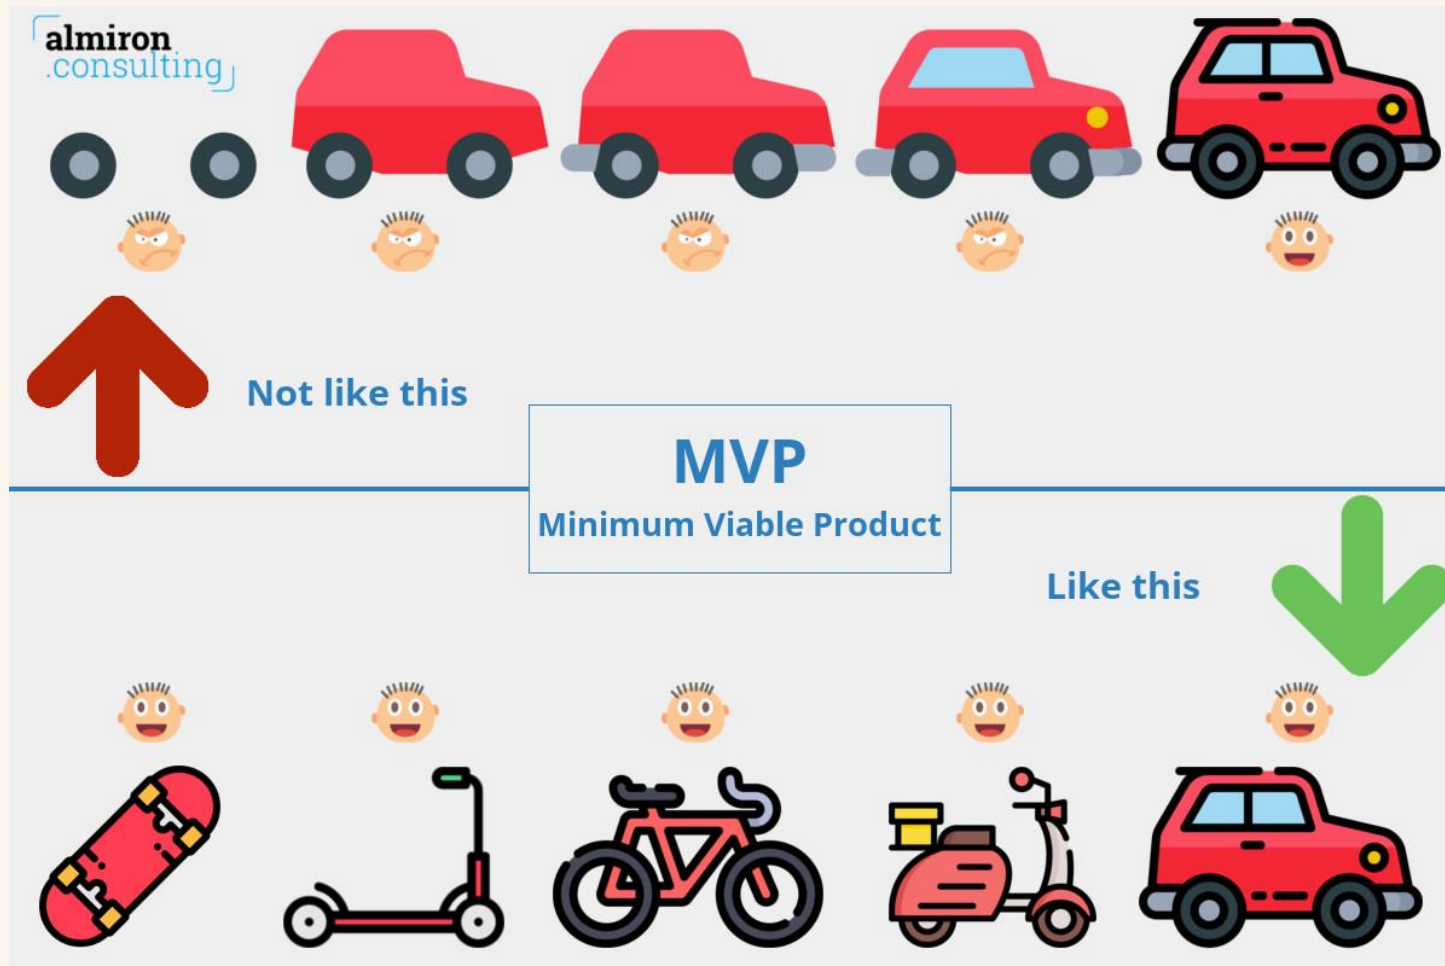 almiron
.consulting
Not like this
MVP
Minimum Viable Product
Like this